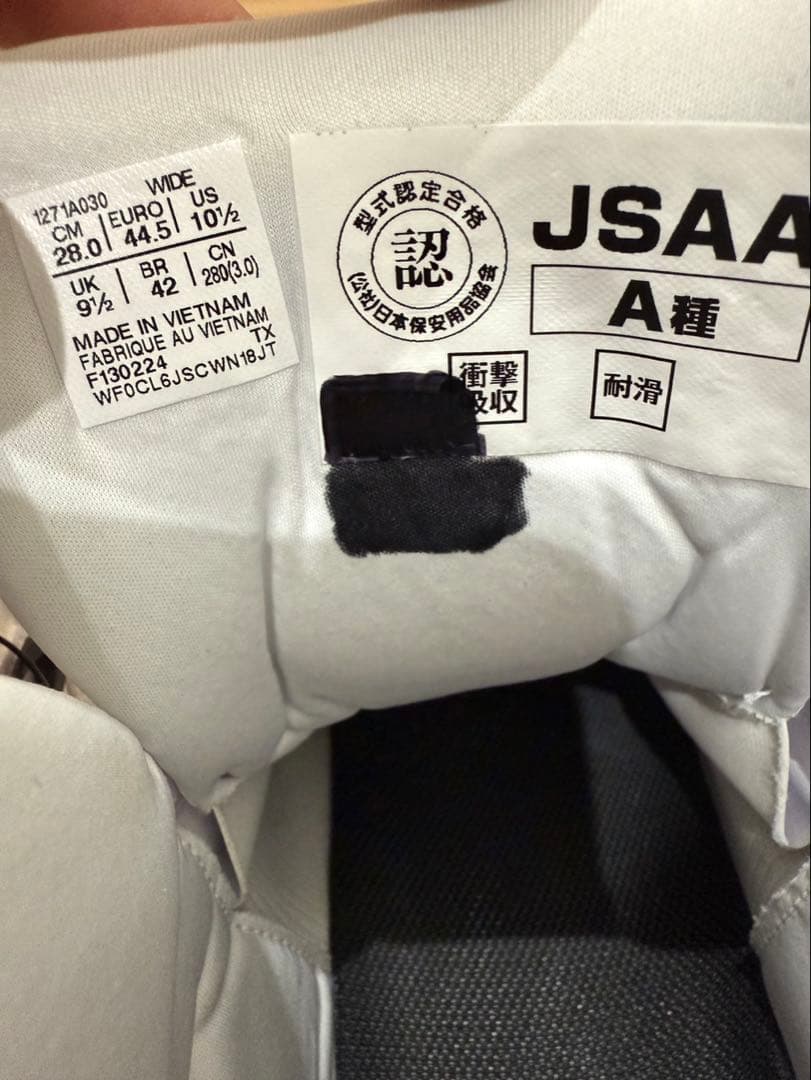 1271A030 WIDE
CM EURO US
28.0 44.5 10½
UK BR CN
9½ 42 280(3.0)
MADE IN VIETNAM
FABRIQUE AU VIETNAM
F130224 TX
WF0CL6JSCWN18JT
型式認定合格
認
(公社)日本保安用品協会
JSAA
A種
衝撃
吸収
耐滑